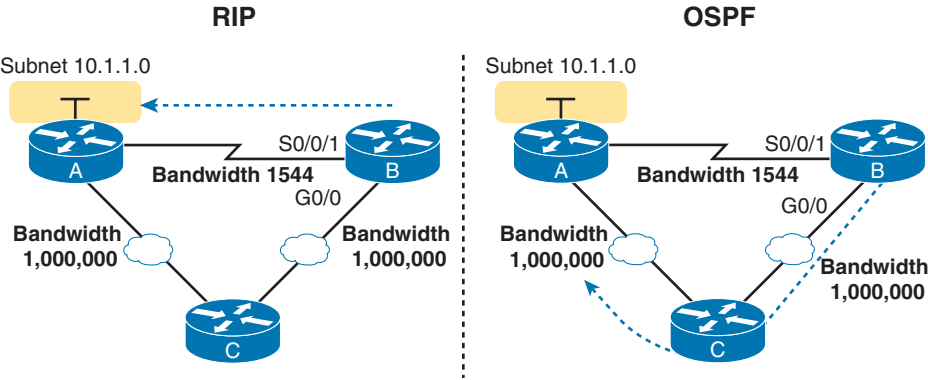 RIP
Subnet 10.1.1.0
A
S0/0/1
B
Bandwidth 1544
G0/0
Bandwidth
1,000,000
Bandwidth
1,000,000
C
OSPF
Subnet 10.1.1.0
A
S0/0/1
B
Bandwidth 1544
G0/0
Bandwidth
1,000,000
Bandwidth
1,000,000
C